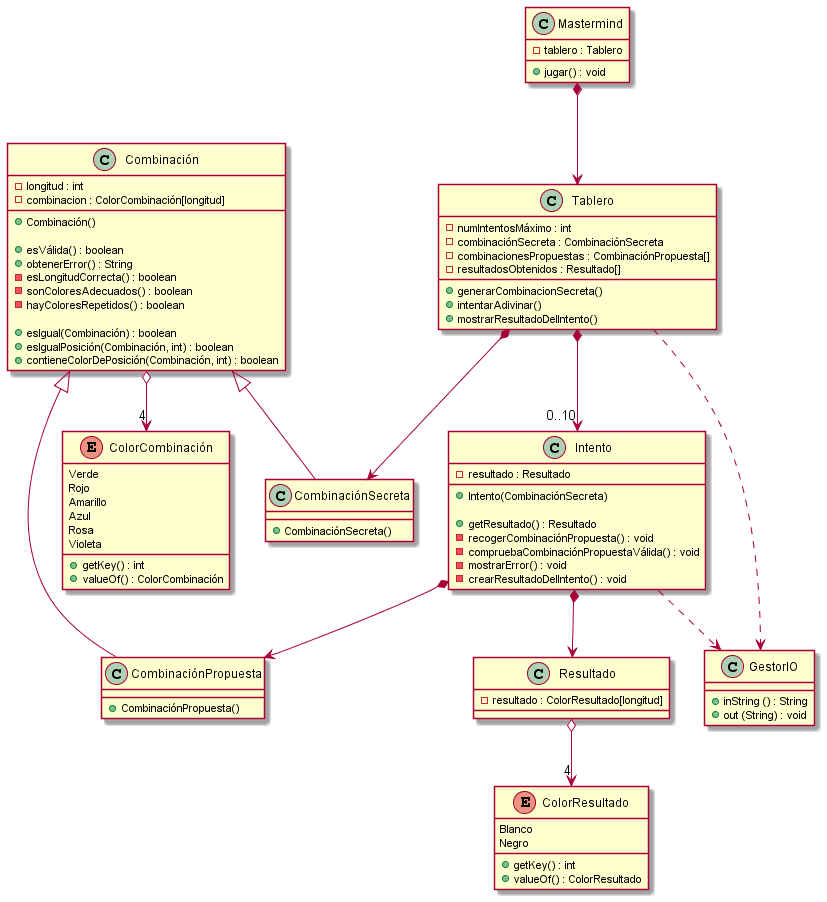 C Mastermind
tablero : Tablero
jugar() : void
C Combinación
longitud : int
combinacion : ColorCombinación[longitud]
Combinación()
esVálida() : boolean
obtenerError() : String
esLongitudCorrecta() : boolean
sonColoresAdecuados() : boolean
hayColoresRepetidos() : boolean
esIgual(Combinación) : boolean
esIgualPosición(Combinación, int) : boolean
contieneColorDePosición(Combinación, int) : boolean
C Tablero
numIntentosMáximo : int
combinaciónSecreta : CombinaciónSecreta
combinacionesPropuestas : CombinaciónPropuesta[]
resultadosObtenidos : Resultado[]
generarCombinacionSecreta()
intentarAdivinar()
mostrarResultadoDelIntento()
4
0..10
E ColorCombinación
Verde
Rojo
Amarillo
Azul
Rosa
Violeta
getKey() : int
valueOf() : ColorCombinación
C CombinaciónSecreta
CombinaciónSecreta()
C Intento
resultado : Resultado
Intento(CombinaciónSecreta)
getResultado() : Resultado
recogerCombinaciónPropuesta() : void
compruebaCombinaciónPropuestaVálida() : void
mostrarError() : void
crearResultadoDelIntento() : void
C CombinaciónPropuesta
CombinaciónPropuesta()
C Resultado
resultado : ColorResultado[longitud]
C GestorIO
inString () : String
out (String) : void
4
E ColorResultado
Blanco
Negro
getKey() : int
valueOf() : ColorResultado